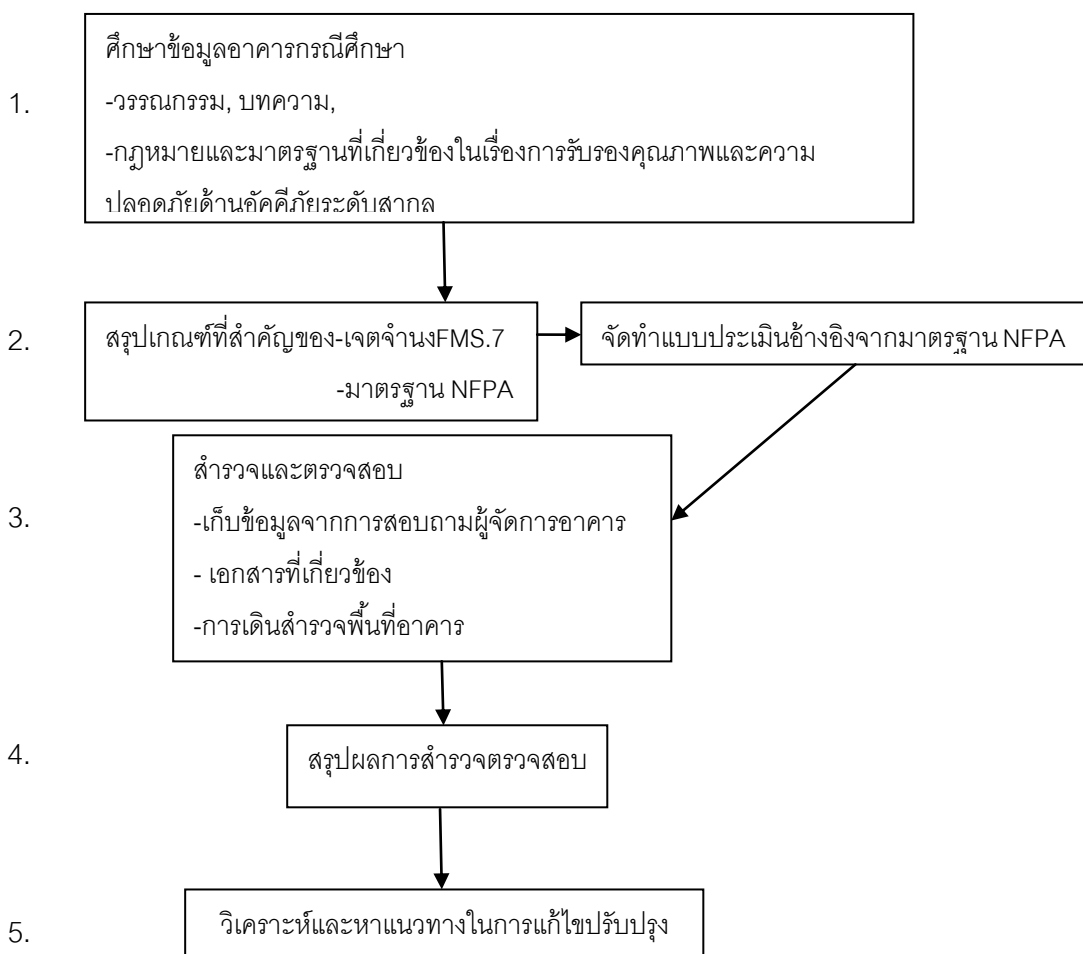 ศึกษาข้อมูลอาคารกรณีศึกษา
1.
-วรรณกรรม, บทความ,
-กฎหมายและมาตรฐานที่เกี่ยวข้องในเรื่องการรับรองคุณภาพและความ
ปลอดภัยด้านอัคคีภัยระดับสากล
2.
สรุปเกณฑ์ที่สำคัญของ-เจตจำนงFMS.7
-มาตรฐาน NFPA
จัดทำแบบประเมินอ้างอิงจากมาตรฐาน NFPA
สำรวจและตรวจสอบ
3.
-เก็บข้อมูลจากการสอบถามผู้จัดการอาคาร
- เอกสารที่เกี่ยวข้อง
-การเดินสำรวจพื้นที่อาคาร
4.
สรุปผลการสำรวจตรวจสอบ
5.
วิเคราะห์และหาแนวทางในการแก้ไขปรับปรุง